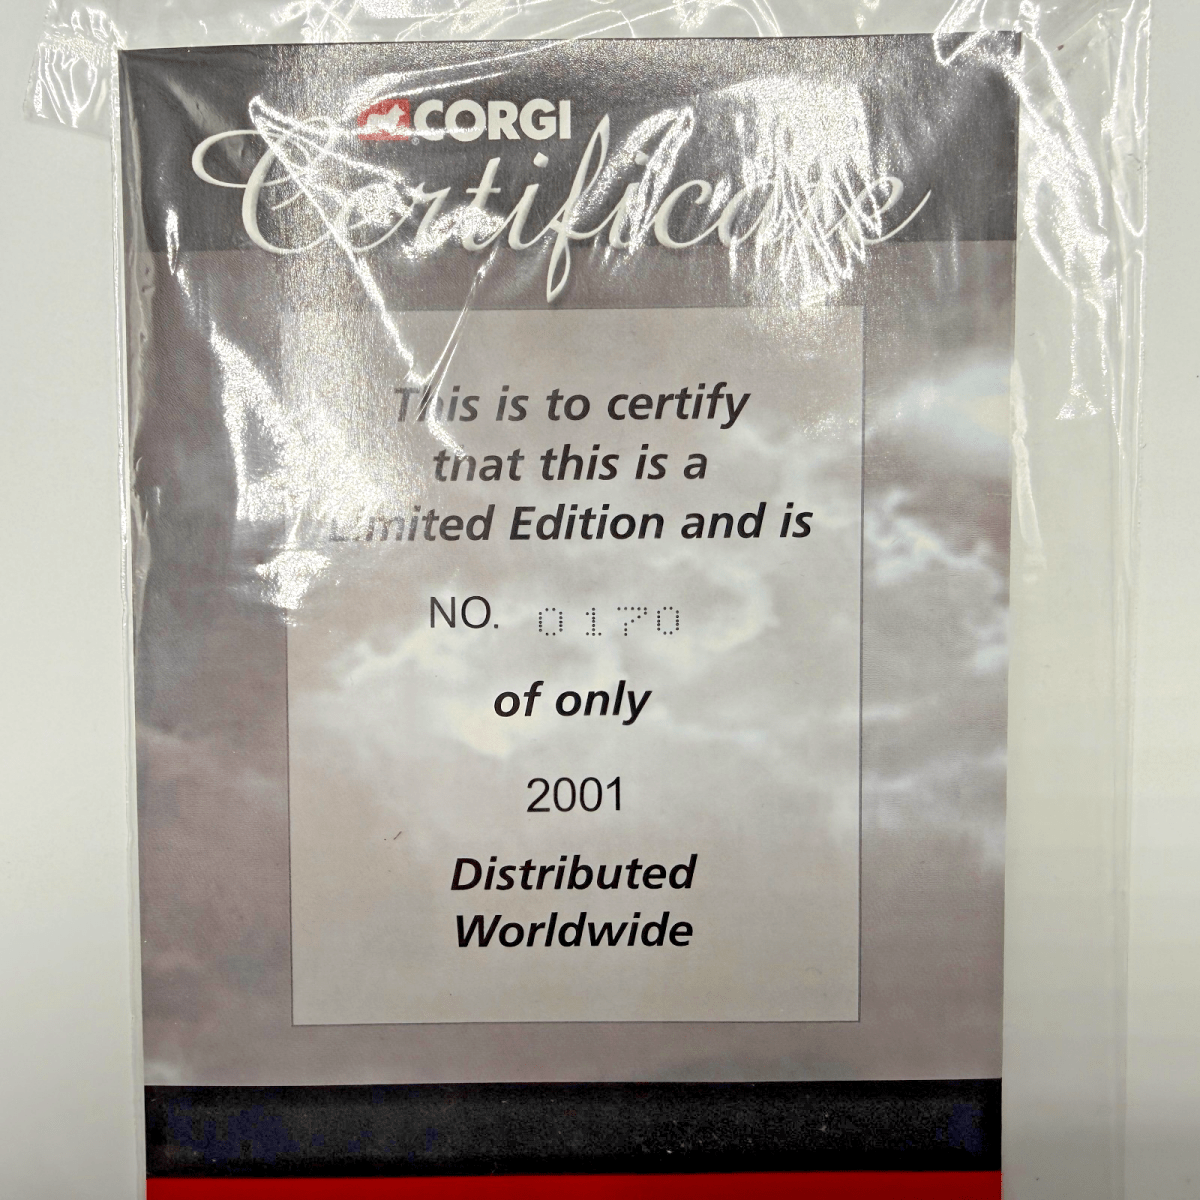 CORGI
Certificate
This is to certify
that this is a
Limited Edition and is
NO. 0170
of only
2001
Distributed
Worldwide